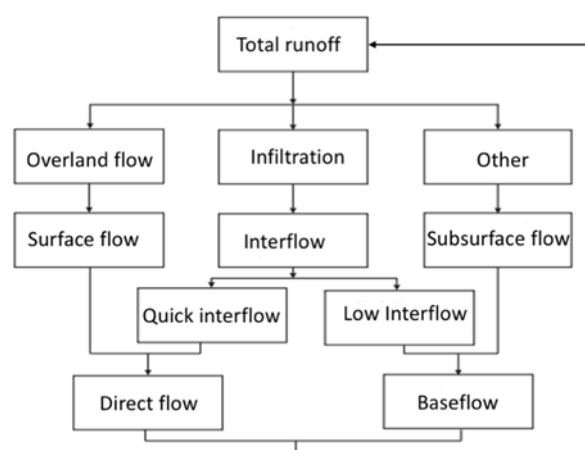 Total runoff
Overland flow
Infiltration
Other
Surface flow
Interflow
Subsurface flow
Quick interflow
Low Interflow
Direct flow
Baseflow